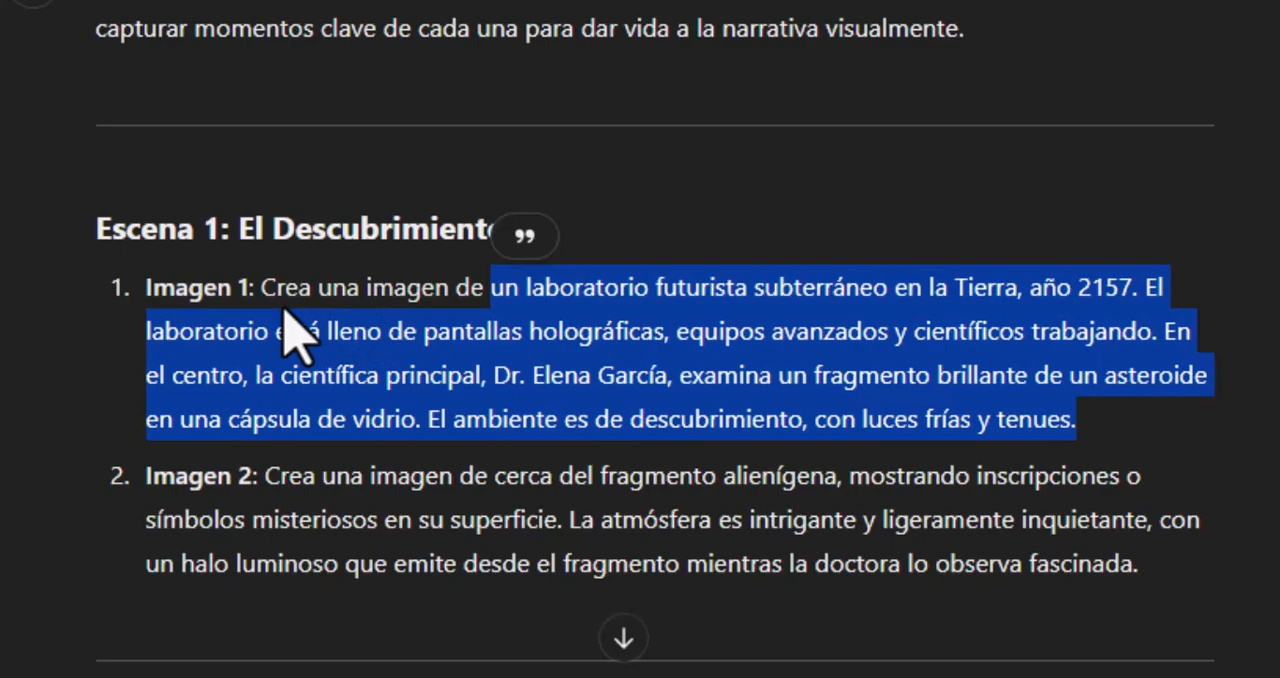 capturar momentos clave de cada una para dar vida a la narrativa visualmente.
Escena 1: El Descubrimiento
1. Imagen 1: Crea una imagen de un laboratorio futurista subterráneo en la Tierra, año 2157. El
laboratorio está lleno de pantallas holográficas, equipos avanzados y científicos trabajando. En
el centro, la científica principal, Dr. Elena García, examina un fragmento brillante de un asteroide
en una cápsula de vidrio. El ambiente es de descubrimiento, con luces frías y tenues.
2. Imagen 2: Crea una imagen de cerca del fragmento alienígena, mostrando inscripciones o
símbolos misteriosos en su superficie. La atmósfera es intrigante y ligeramente inquietante, con
un halo luminoso que emite desde el fragmento mientras la doctora lo observa fascinada.